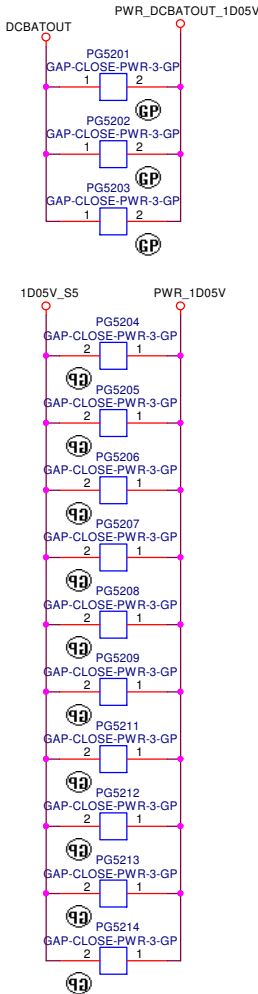 DCBATOUT
PWR_DCBATOUT_1D05V
PG5201
GAP-CLOSE-PWR-3-GP
1 2
GP
PG5202
GAP-CLOSE-PWR-3-GP
1 2
GP
PG5203
GAP-CLOSE-PWR-3-GP
1 2
GP
1D05V_S5
PWR_1D05V
PG5204
GAP-CLOSE-PWR-3-GP
2 1
GP
PG5205
GAP-CLOSE-PWR-3-GP
2 1
GP
PG5206
GAP-CLOSE-PWR-3-GP
2 1
GP
PG5207
GAP-CLOSE-PWR-3-GP
2 1
GP
PG5208
GAP-CLOSE-PWR-3-GP
2 1
GP
PG5209
GAP-CLOSE-PWR-3-GP
2 1
GP
PG5211
GAP-CLOSE-PWR-3-GP
2 1
GP
PG5212
GAP-CLOSE-PWR-3-GP
2 1
GP
PG5213
GAP-CLOSE-PWR-3-GP
2 1
GP
PG5214
GAP-CLOSE-PWR-3-GP
2 1
GP